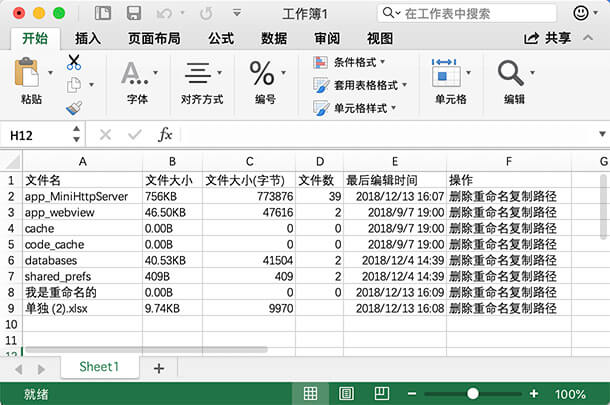 工作簿1
在工作表中搜索
开始 插入 页面布局 公式 数据 审阅 视图 共享
粘贴 字体 对齐方式 编号 条件格式 套用表格格式 单元格样式 单元格 编辑
H12 fx
A B C D E F G
1 文件名 文件大小 文件大小(字节) 文件数 最后编辑时间 操作
2 app_MiniHttpServer 756KB 773876 39 2018/12/13 16:07 删除重命名复制路径
3 app_webview 46.50KB 47616 2 2018/9/7 19:00 删除重命名复制路径
4 cache 0.00B 0 0 2018/9/7 19:00 删除重命名复制路径
5 code_cache 0.00B 0 0 2018/9/7 19:00 删除重命名复制路径
6 databases 40.53KB 41504 2 2018/12/4 14:39 删除重命名复制路径
7 shared_prefs 409B 409 2 2018/12/4 14:39 删除重命名复制路径
8 我是重命名的 0.00B 0 0 2018/12/13 16:09 删除重命名复制路径
9 单独 (2).xlsx 9.74KB 9970 2018/12/13 16:08 删除重命名复制路径
10
11
12
Sheet1
就绪 100%